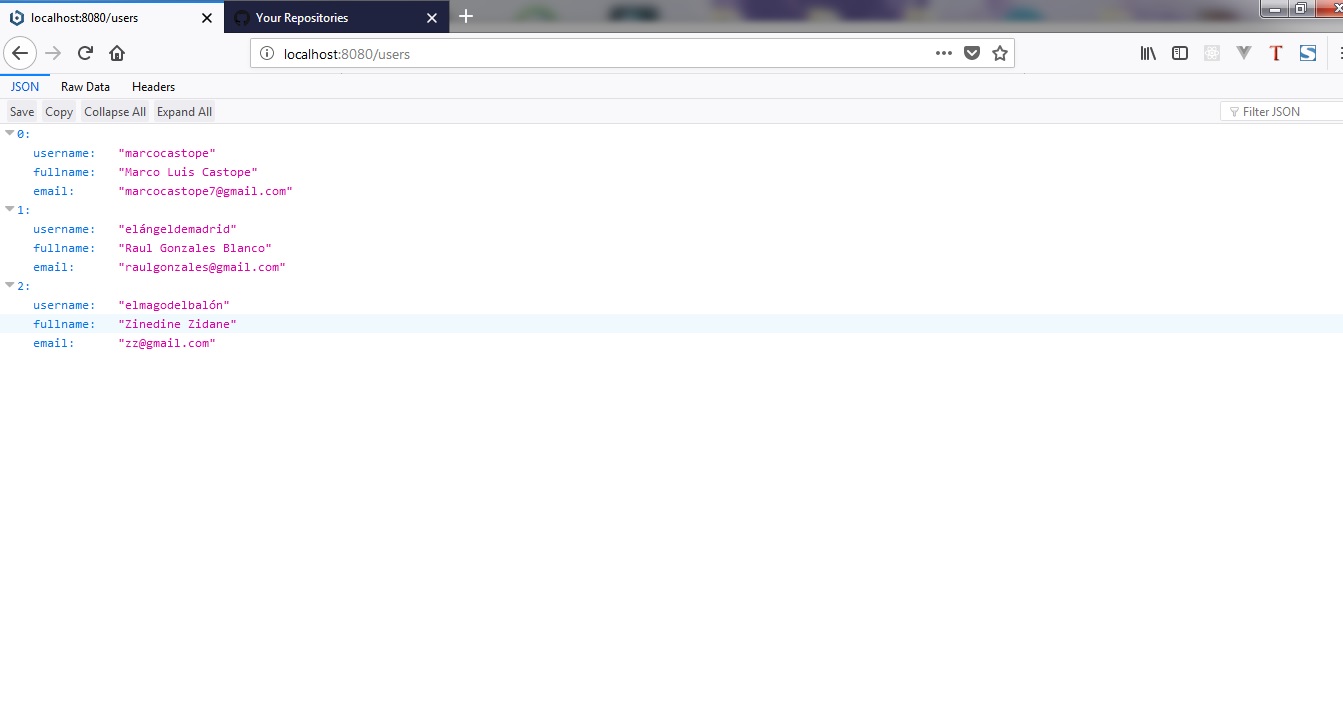 localhost:8080/users
Your Repositories
localhost:8080/users
JSON Raw Data Headers
Save Copy Collapse All Expand All Filter JSON
0:
username: "marcocastope"
fullname: "Marco Luis Castope"
email: "marcocastope7@gmail.com"
1:
username: "elángeldemadrid"
fullname: "Raul Gonzales Blanco"
email: "raulgonzales@gmail.com"
2:
username: "elmagodelbalón"
fullname: "Zinedine Zidane"
email: "zz@gmail.com"